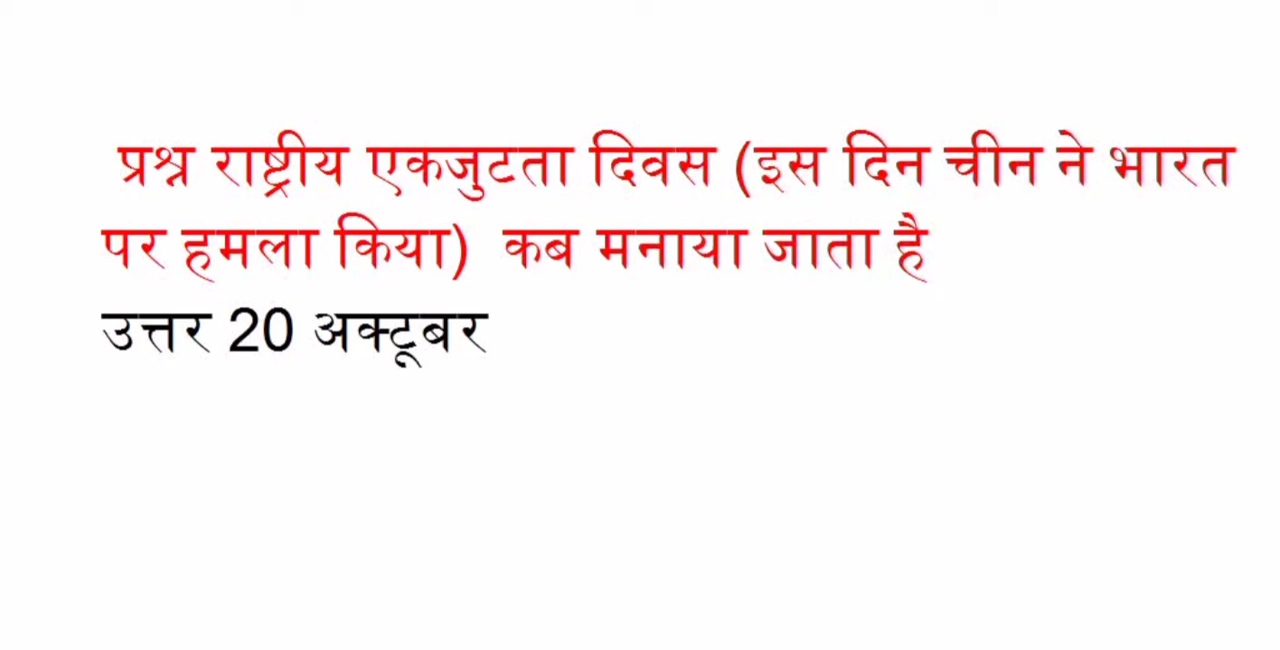 प्रश्न राष्ट्रीय एकजुटता दिवस (इस दिन चीन ने भारत
पर हमला किया) कब मनाया जाता है
उत्तर 20 अक्टूबर